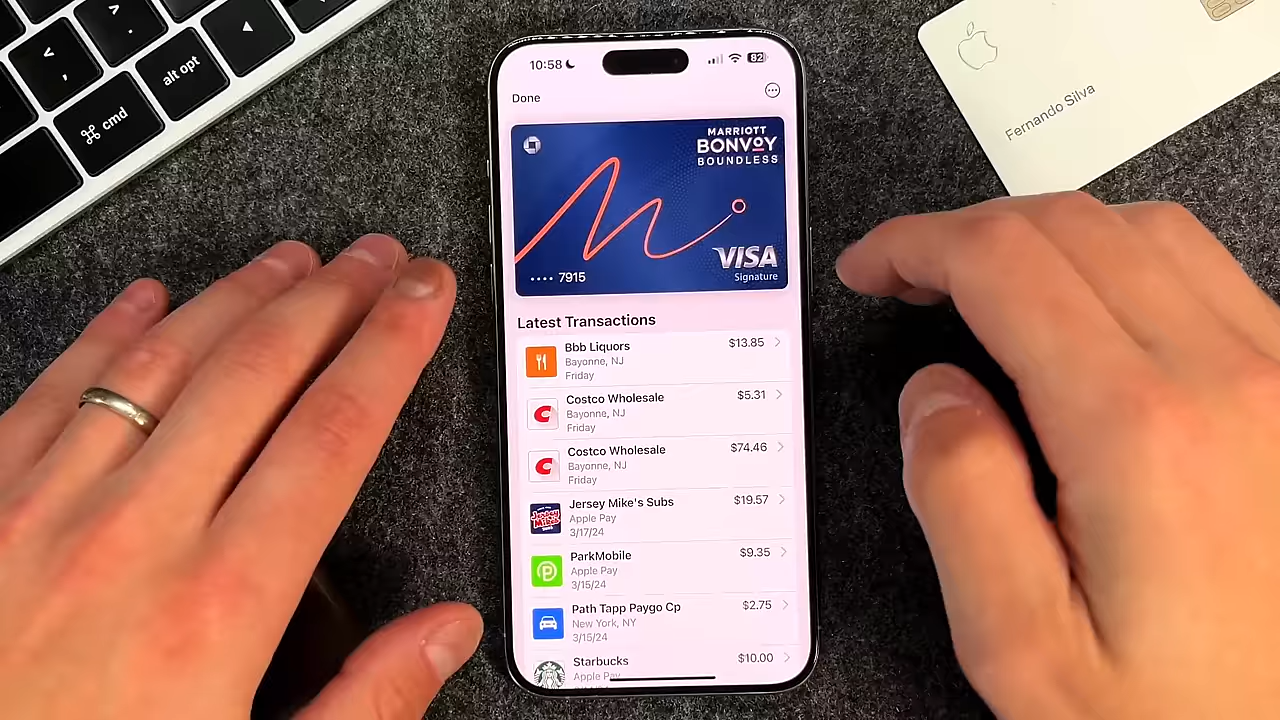 <
,
>
.
alt opt
⌘ cmd
10:58
82
Done
MARRIOTT
BONVOY
BOUNDLESS
VISA
Signature
•••• 7915
Latest Transactions
Bbb Liquors $13.85
Bayonne, NJ
Friday
Costco Wholesale $5.31
Bayonne, NJ
Friday
Costco Wholesale $74.46
Bayonne, NJ
Friday
Jersey Mike's Subs $19.57
Apple Pay
3/17/24
ParkMobile $9.35
Apple Pay
3/15/24
Path Tapp Paygo Cp $2.75
New York, NY
3/15/24
Starbucks $10.00
Apple Pay
Fernando Silva